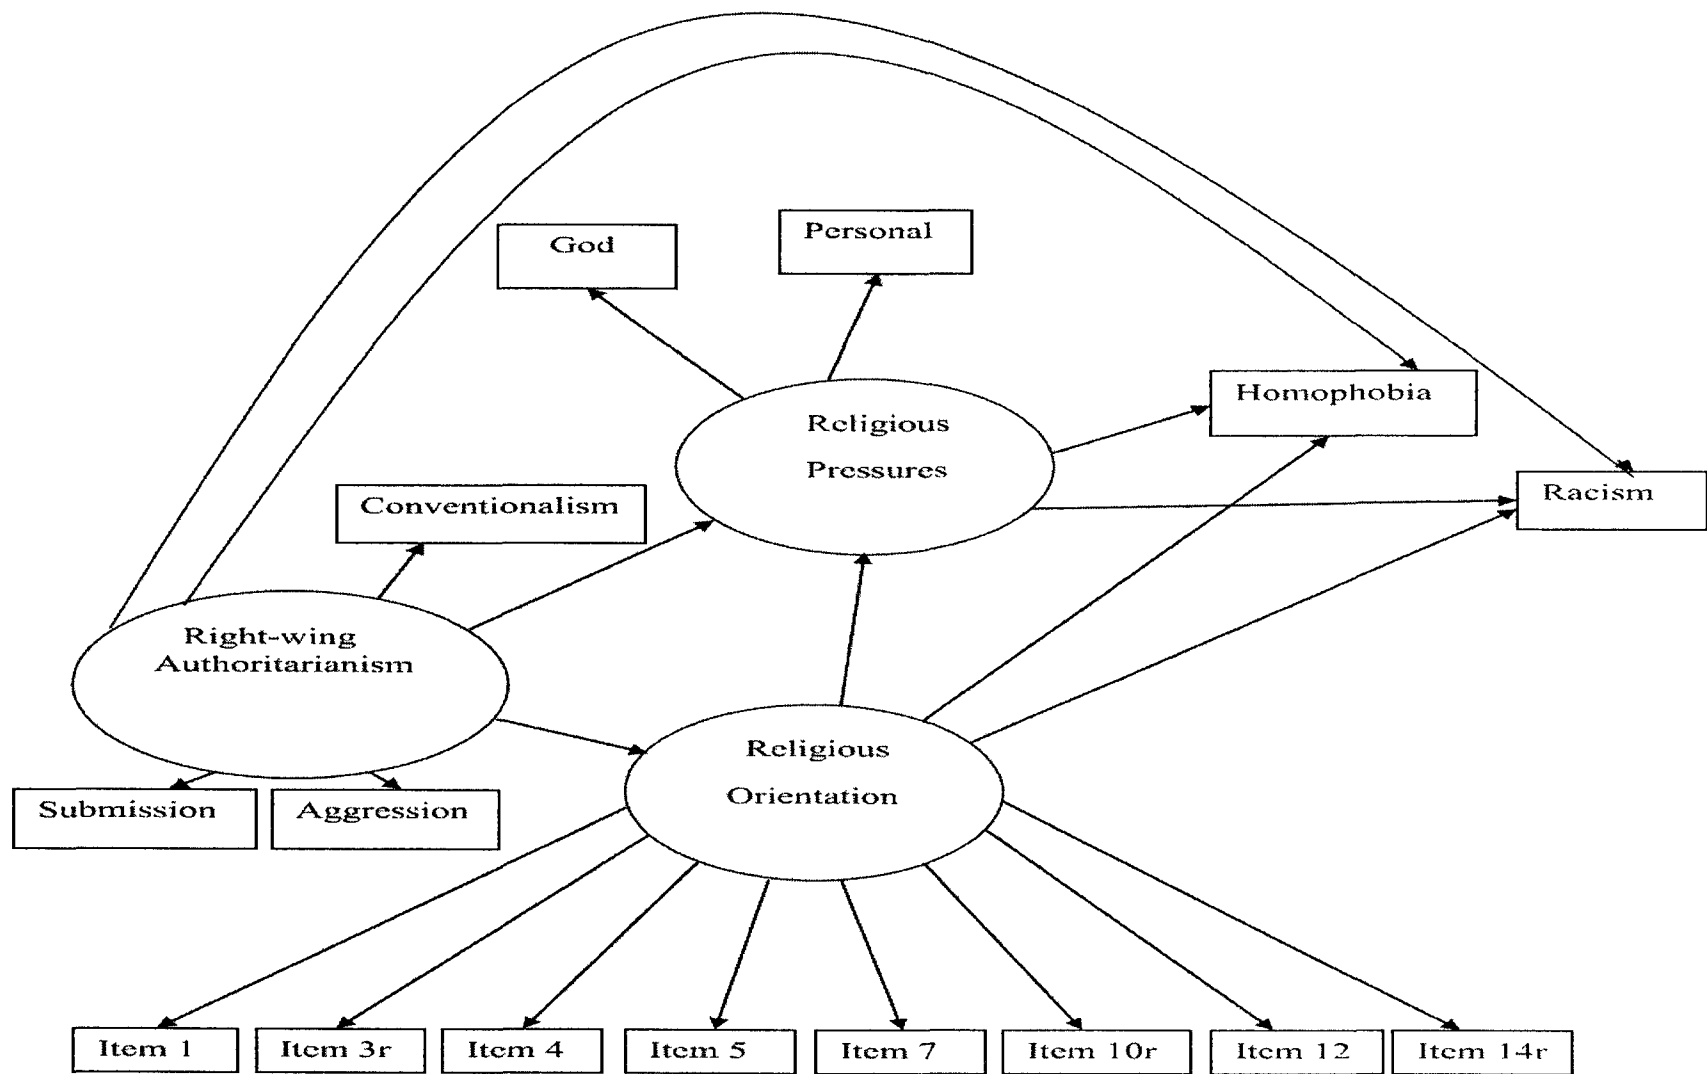 God
Personal
Homophobia
Religious
Pressures
Racism
Conventionalism
Right-wing
Authoritarianism
Religious
Orientation
Submission
Aggression
Item 1
Item 3r
Item 4
Item 5
Item 7
Item 10r
Item 12
Item 14r